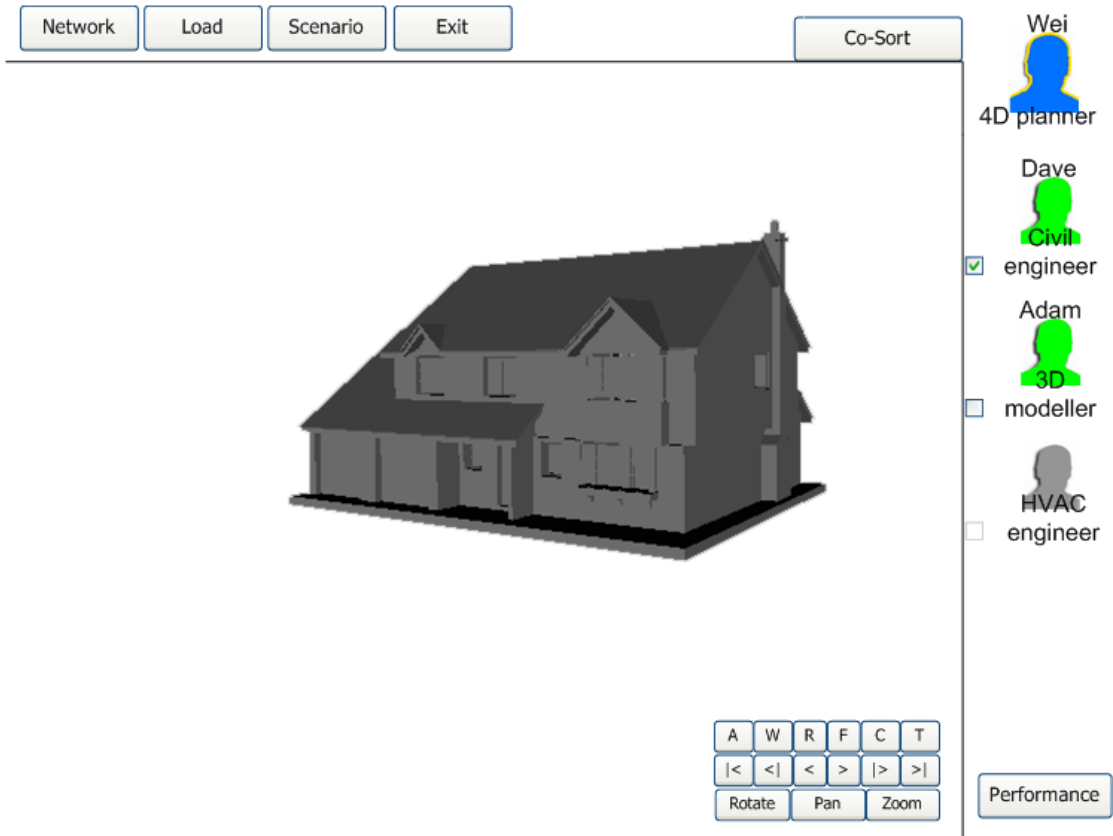 Network Load Scenario Exit Co-Sort
Wei
4D planner
Dave
Civil
engineer
Adam
3D
modeller
HVAC
engineer
A W R F C T
|< <| < > |> >|
Rotate Pan Zoom
Performance